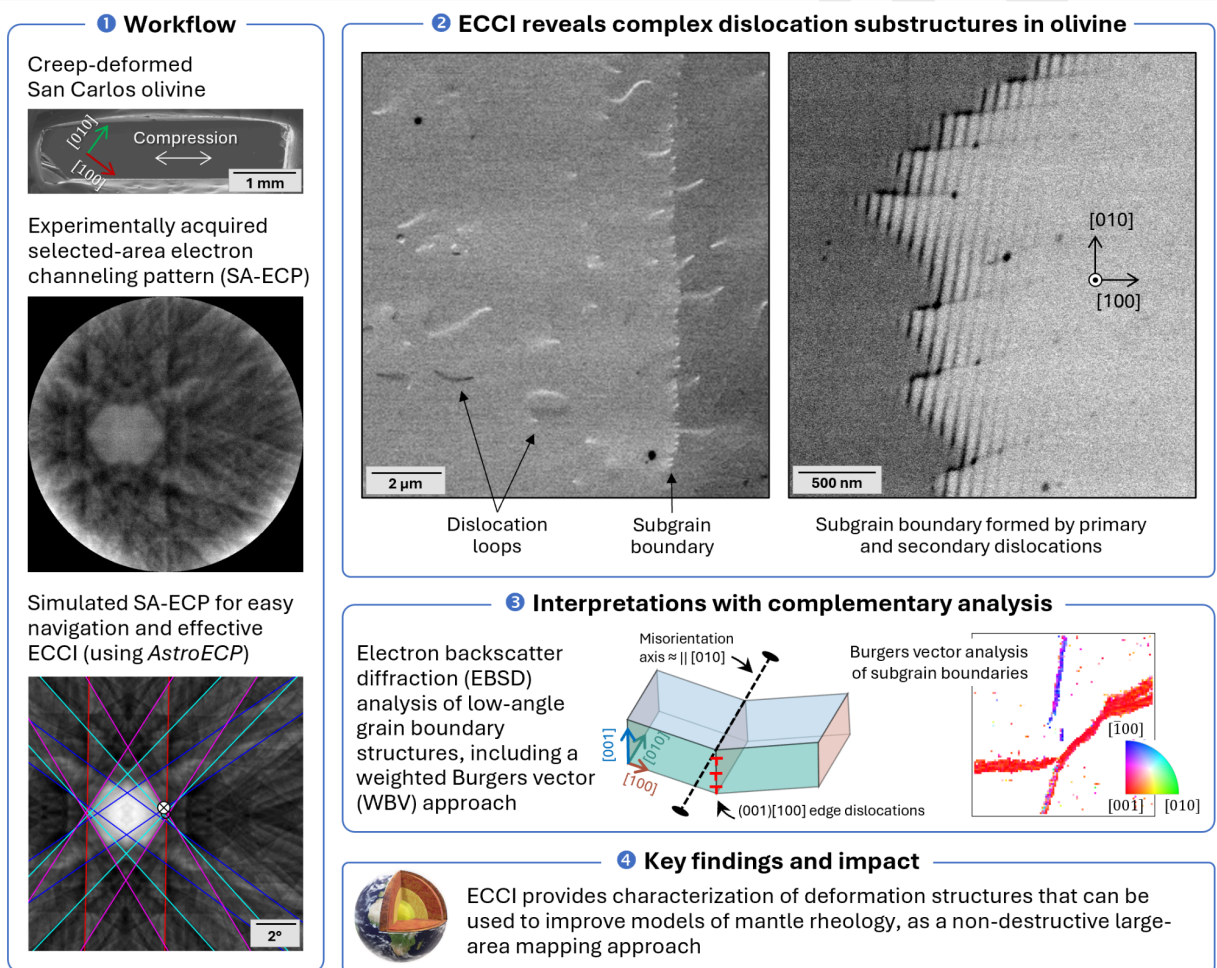 1 Workflow
Creep-deformed
San Carlos olivine
[010]
Compression
[100]
1 mm
Experimentally acquired
selected-area electron
channeling pattern (SA-ECP)
Simulated SA-ECP for easy
navigation and effective
ECCI (using AstroECP)
2°
2 ECCI reveals complex dislocation substructures in olivine
2 µm
Dislocation
loops
Subgrain
boundary
[010]
[100]
500 nm
Subgrain boundary formed by primary
and secondary dislocations
3 Interpretations with complementary analysis
Electron backscatter
diffraction (EBSD)
analysis of low-angle
grain boundary
structures, including a
weighted Burgers vector
(WBV) approach
Misorientation
axis ≈ || [010]
[001]
[010]
[100]
(001)[100] edge dislocations
Burgers vector analysis
of subgrain boundaries
[1̅00]
[001̅]
[010]
4 Key findings and impact
ECCI provides characterization of deformation structures that can be
used to improve models of mantle rheology, as a non-destructive large-
area mapping approach